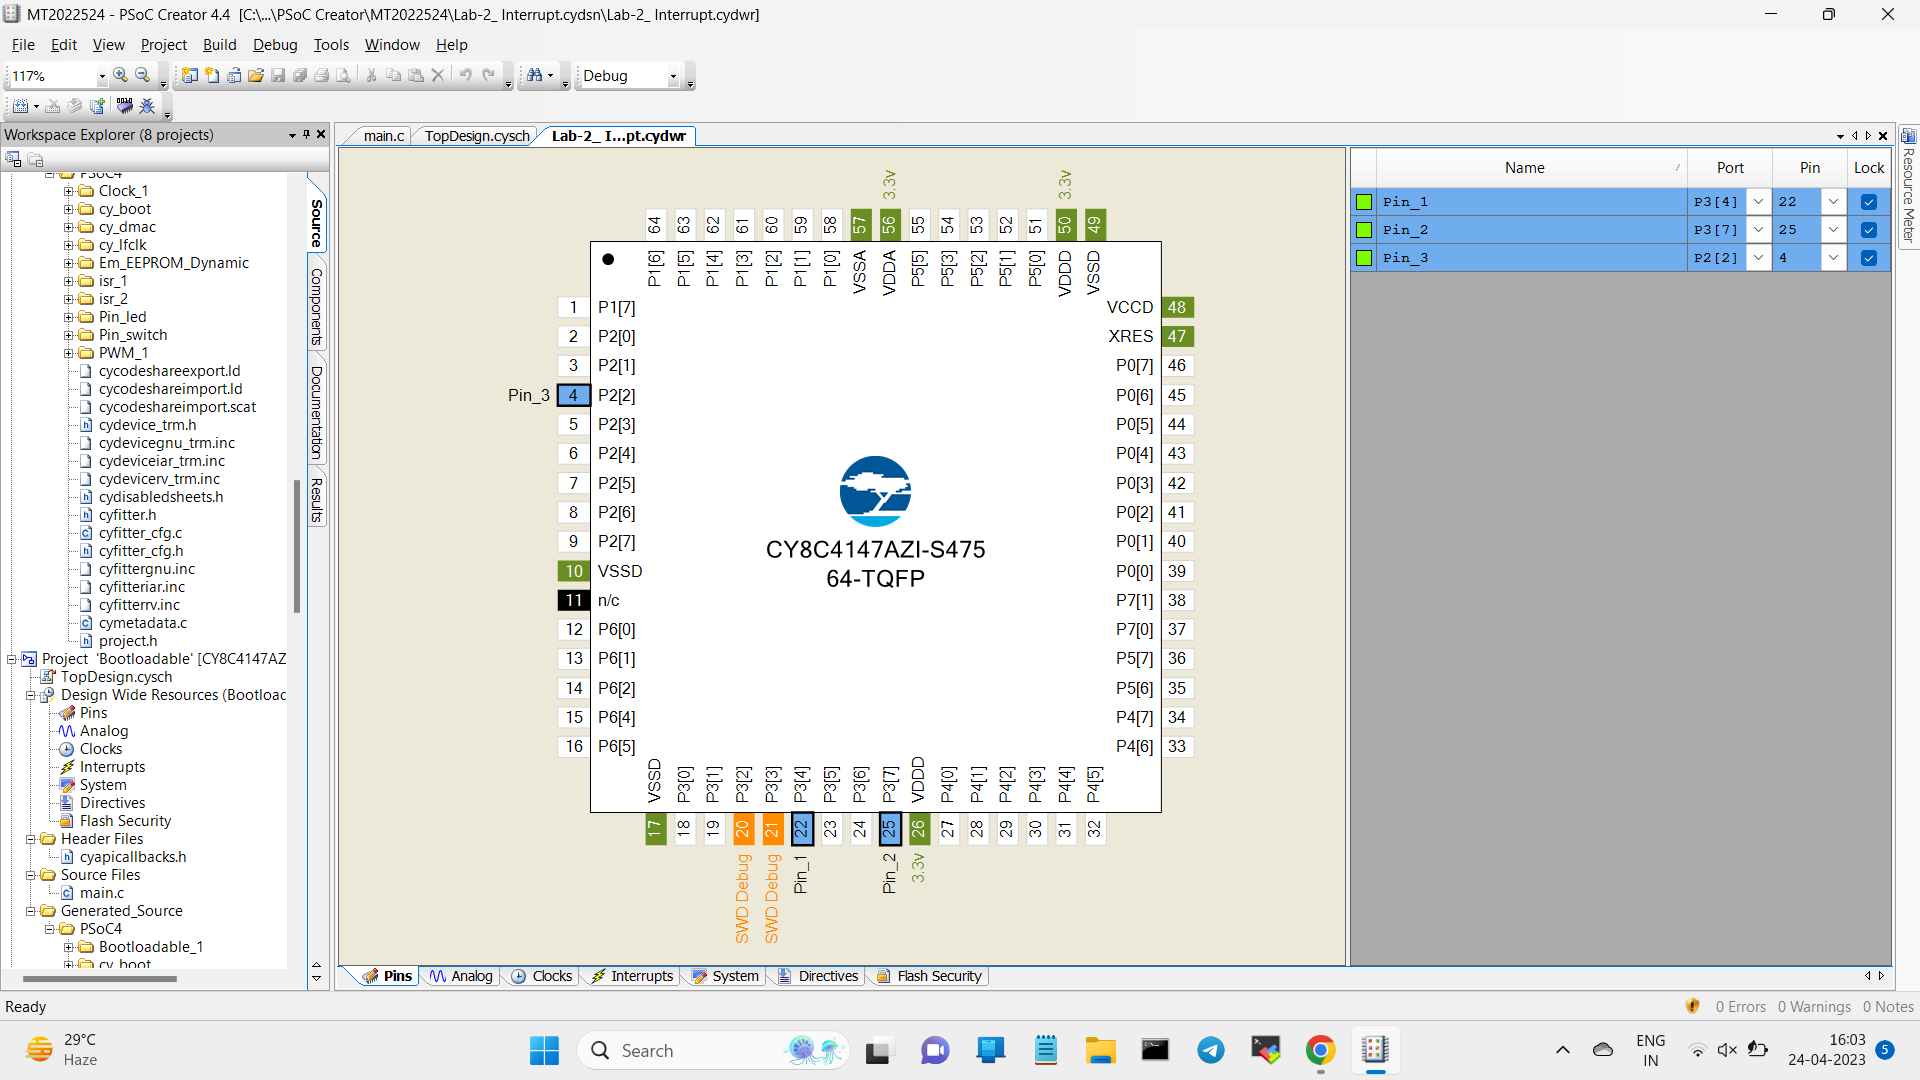 MT2022524 - PSoC Creator 4.4 [C:\...\PSoC Creator\MT2022524\Lab-2_ Interrupt.cydsn\Lab-2_ Interrupt.cydwr]
File Edit View Project Build Debug Tools Window Help
117% Debug
Workspace Explorer (8 projects)
main.c TopDesign.cysch Lab-2_ I...pt.cydwr
PSoC4
Clock_1
cy_boot
cy_dmac
cy_lfclk
Em_EEPROM_Dynamic
isr_1
isr_2
Pin_led
Pin_switch
PWM_1
cycodeshareexport.ld
cycodeshareimport.ld
cycodeshareimport.scat
cydevice_trm.h
cydevicegnu_trm.inc
cydeviceiar_trm.inc
cydevicerv_trm.inc
cydisabledsheets.h
cyfitter.h
cyfitter_cfg.c
cyfitter_cfg.h
cyfittergnu.inc
cyfitteriar.inc
cyfitterrv.inc
cymetadata.c
project.h
Project 'Bootloadable' [CY8C4147AZ
TopDesign.cysch
Design Wide Resources (Bootloac
Pins
Analog
Clocks
Interrupts
System
Directives
Flash Security
Header Files
cyapicallbacks.h
Source Files
main.c
Generated_Source
PSoC4
Bootloadable_1
cy_boot
Source
Components
Documentation
Results
3.3v 3.3v
64 63 62 61 60 59 58 57 56 55 54 53 52 51 50 49
P1[6] P1[5] P1[4] P1[3] P1[2] P1[1] P1[0] VSSA VDDA P5[5] P5[3] P5[2] P5[1] P5[0] VDDD VSSD
1 P1[7] VCCD 48
2 P2[0] XRES 47
3 P2[1] P0[7] 46
Pin_3 4 P2[2] P0[6] 45
5 P2[3] P0[5] 44
6 P2[4] P0[4] 43
7 P2[5] P0[3] 42
8 P2[6] P0[2] 41
9 P2[7] P0[1] 40
10 VSSD P0[0] 39
11 n/c P7[1] 38
12 P6[0] P7[0] 37
13 P6[1] P5[7] 36
14 P6[2] P5[6] 35
15 P6[4] P4[7] 34
16 P6[5] P4[6] 33
CY8C4147AZI-S475
64-TQFP
VSSD P3[0] P3[1] P3[2] P3[3] P3[4] P3[5] P3[6] P3[7] VDDD P4[0] P4[1] P4[2] P4[3] P4[4] P4[5]
17 18 19 20 21 22 23 24 25 26 27 28 29 30 31 32
SWD Debug SWD Debug Pin_1 Pin_2 3.3v
Name Port Pin Lock
Pin_1 P3[4] 22
Pin_2 P3[7] 25
Pin_3 P2[2] 4
Resource Meter
Pins Analog Clocks Interrupts System Directives Flash Security
Ready 0 Errors 0 Warnings 0 Notes
29°C
Haze
Search
ENG
IN
16:03
24-04-2023
5